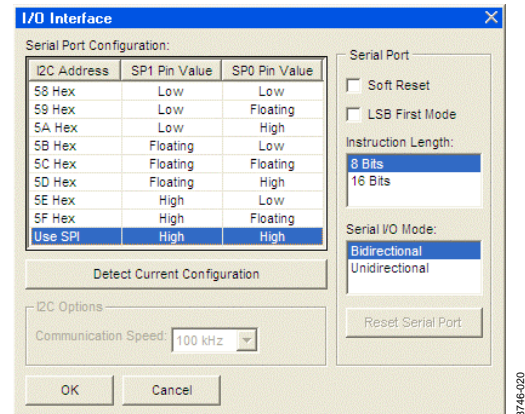 I/O Interface
Serial Port Configuration:
I2C Address SP1 Pin Value SP0 Pin Value
58 Hex Low Low
59 Hex Low Floating
5A Hex Low High
5B Hex Floating Low
5C Hex Floating Floating
5D Hex Floating High
5E Hex High Low
5F Hex High Floating
Use SPI High High
Detect Current Configuration
I2C Options
Communication Speed: 100 kHz
OK Cancel
Serial Port
Soft Reset
LSB First Mode
Instruction Length:
8 Bits
16 Bits
Serial I/O Mode:
Bidirectional
Unidirectional
Reset Serial Port